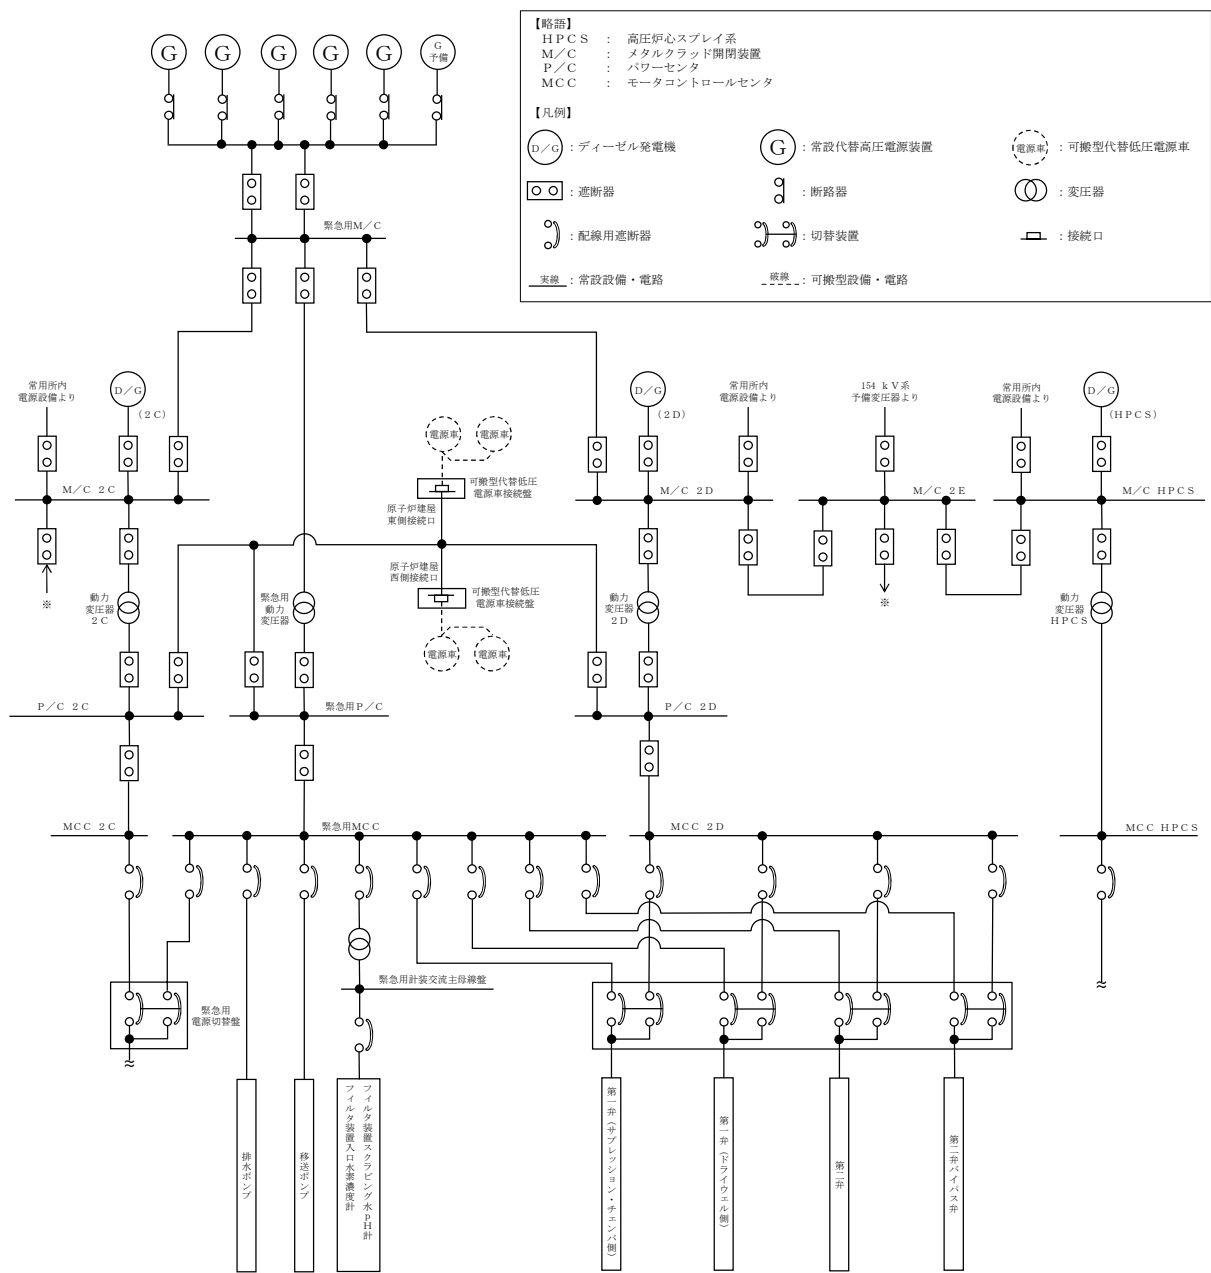 【略語】
ＨＰＣＳ ： 高圧炉心スプレイ系
Ｍ／Ｃ ： メタルクラッド開閉装置
Ｐ／Ｃ ： パワーセンタ
ＭＣＣ ： モータコントロールセンタ
【凡例】
Ｄ／Ｇ ：ディーゼル発電機
Ｇ ：常設代替高圧電源装置
電源車 ：可搬型代替低圧電源車
：遮断器
：断路器
：変圧器
：配線用遮断器
：切替装置
：接続口
実線 ：常設設備・電路
破線 ：可搬型設備・電路
Ｇ
Ｇ
Ｇ
Ｇ
Ｇ
Ｇ
予備
緊急用Ｍ／Ｃ
常用所内
電源設備より
Ｄ／Ｇ
（２Ｃ）
Ｄ／Ｇ
（２Ｄ）
常用所内
電源設備より
154 ｋＶ系
予備変圧器より
常用所内
電源設備より
Ｄ／Ｇ
（ＨＰＣＳ）
電源車
電源車
可搬型代替低圧
電源車接続盤
Ｍ／Ｃ ２Ｃ
Ｍ／Ｃ ２Ｄ
Ｍ／Ｃ ２Ｅ
Ｍ／Ｃ ＨＰＣＳ
原子炉建屋
東側接続口
原子炉建屋
西側接続口
可搬型代替低圧
電源車接続盤
電源車
電源車
※
動力
変圧器
２Ｃ
緊急用
動力
変圧器
動力
変圧器
２Ｄ
※
動力
変圧器
ＨＰＣＳ
Ｐ／Ｃ ２Ｃ
緊急用Ｐ／Ｃ
Ｐ／Ｃ ２Ｄ
ＭＣＣ ２Ｃ
緊急用ＭＣＣ
ＭＣＣ ２Ｄ
ＭＣＣ ＨＰＣＳ
緊急用計装交流主母線盤
緊急用
電源切替盤
≈
≈
排水ポンプ
移送ポンプ
フィルタ装置スクラビング水ｐＨ計
フィルタ装置入口水素濃度計
第一弁（サプレッション・チェンバ側）
第一弁（ドライウェル側）
第二弁
第二弁バイパス弁